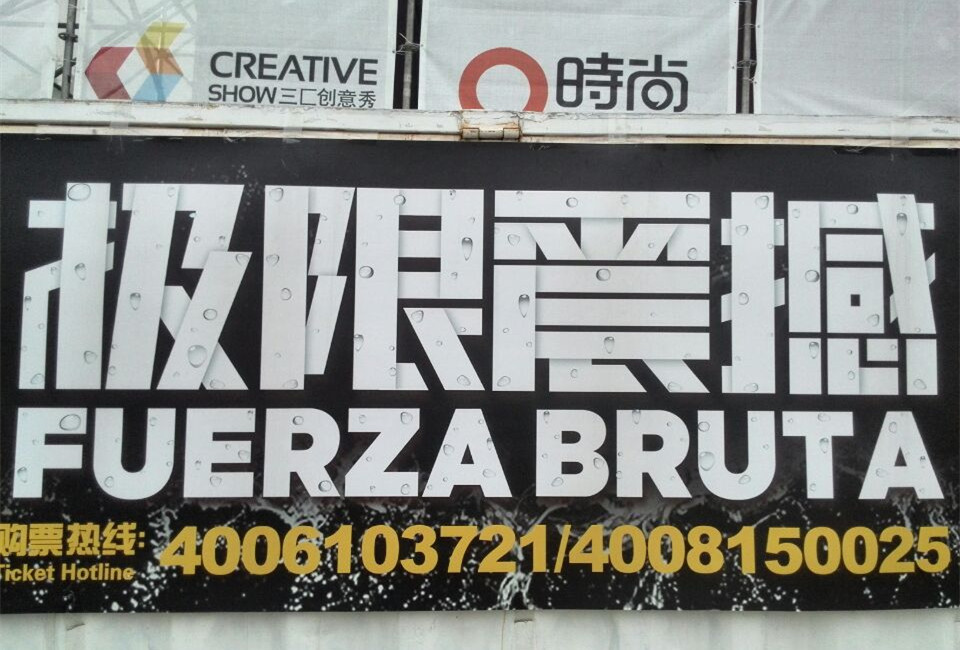 CREATIVE
SHOW三匚创意秀
時尚
极限震撼
FUERZA BRUTA
购票热线:
Ticket Hotline
4006103721/4008150025